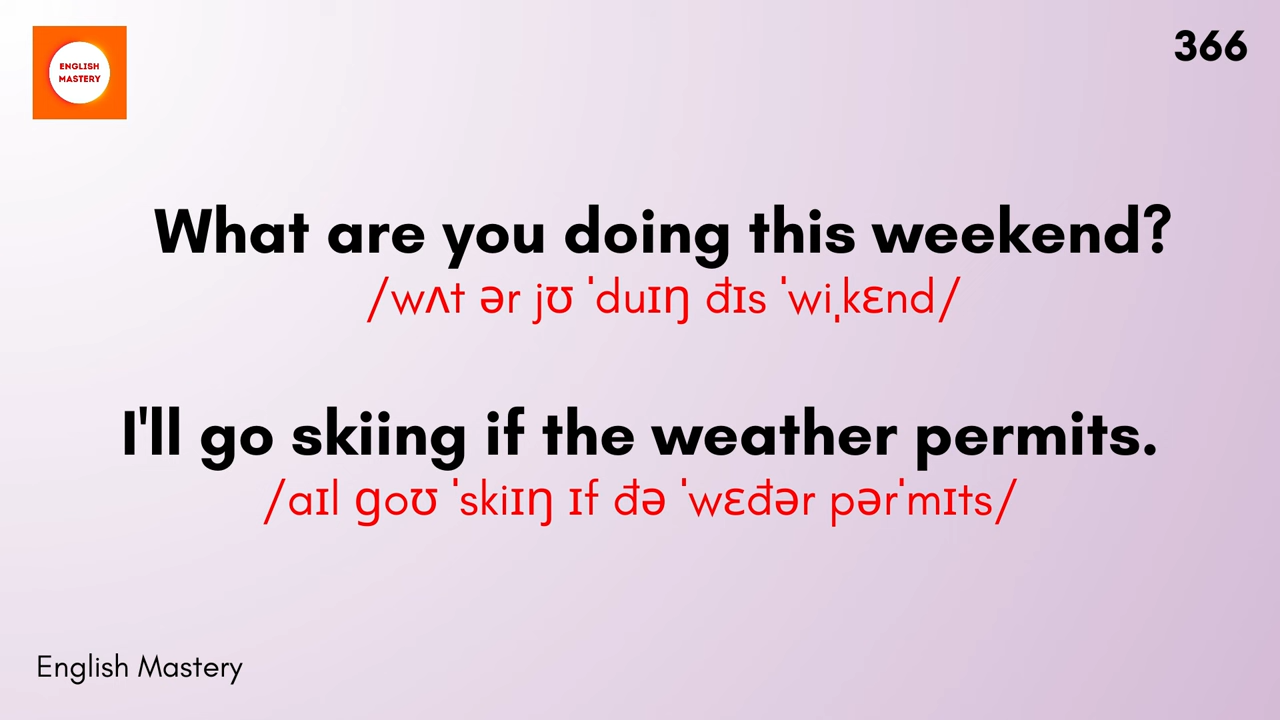 ENGLISH
MASTERY
366
What are you doing this weekend?
/wʌt ər jʊ ˈduɪŋ đɪs ˈwiˌkɛnd/
I'll go skiing if the weather permits.
/aɪl ɡoʊ ˈskiɪŋ ɪf đə ˈwɛđər pərˈmɪts/
English Mastery